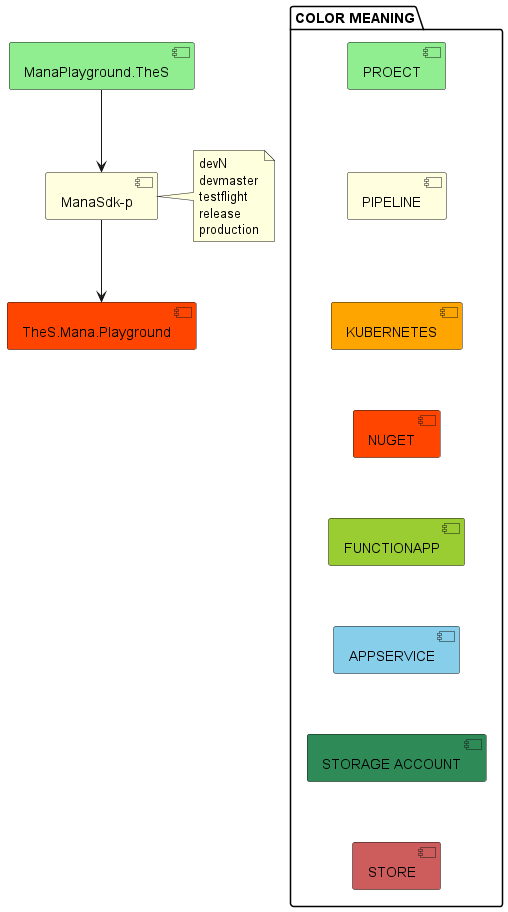 COLOR MEANING
ManaPlayground.TheS
ManaSdk-p
devN
devmaster
testflight
release
production
TheS.Mana.Playground
PROECT
PIPELINE
KUBERNETES
NUGET
FUNCTIONAPP
APPSERVICE
STORAGE ACCOUNT
STORE